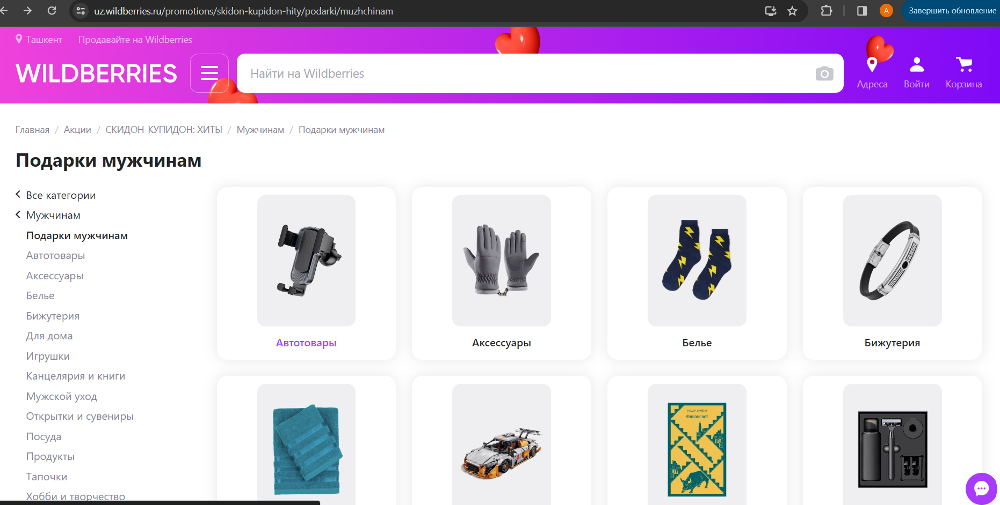 uz.wildberries.ru/promotions/skidon-kupidon-hity/podarki/muzhchinam
А
Завершить обновление
Ташкент
Продавайте на Wildberries
WILDBERRIES
Найти на Wildberries
Адреса
Войти
Корзина
Главная / Акции / СКИДОН-КУПИДОН: ХИТЫ / Мужчинам / Подарки мужчинам
Подарки мужчинам
Все категории
Мужчинам
Подарки мужчинам
Автотовары
Аксессуары
Белье
Бижутерия
Для дома
Игрушки
Канцелярия и книги
Мужской уход
Открытки и сувениры
Посуда
Продукты
Тапочки
Хобби и творчество
Автотовары
Аксессуары
Белье
Бижутерия
ТЕОДОР ДРАЙЗЕР
Финансист